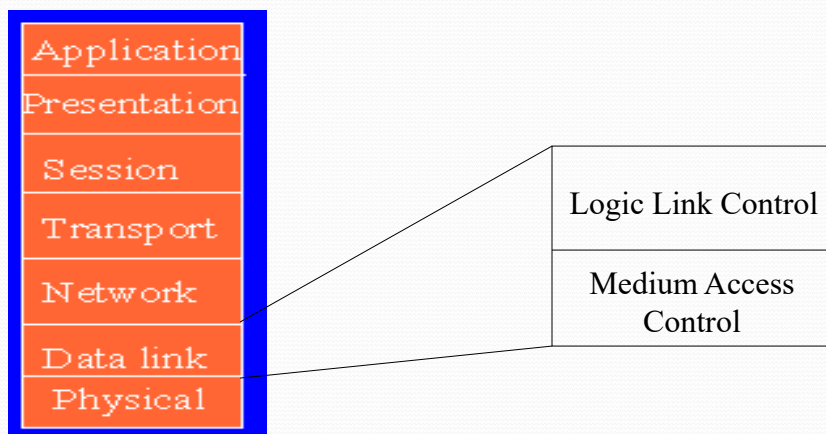 Application
Presentation
Session
Transport
Network
Data link
Physical
Logic Link Control
Medium Access
Control